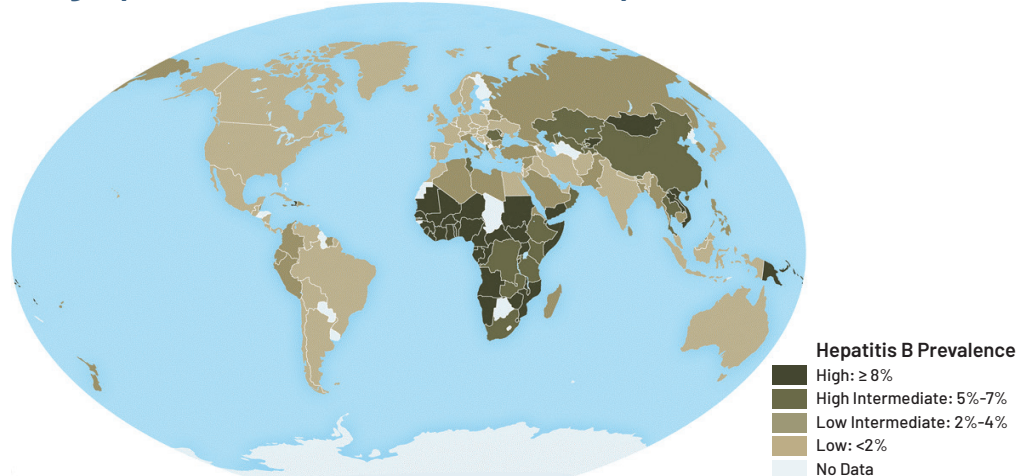 Hepatitis B Prevalence
High: ≥ 8%
High Intermediate: 5%-7%
Low Intermediate: 2%-4%
Low: <2%
No Data